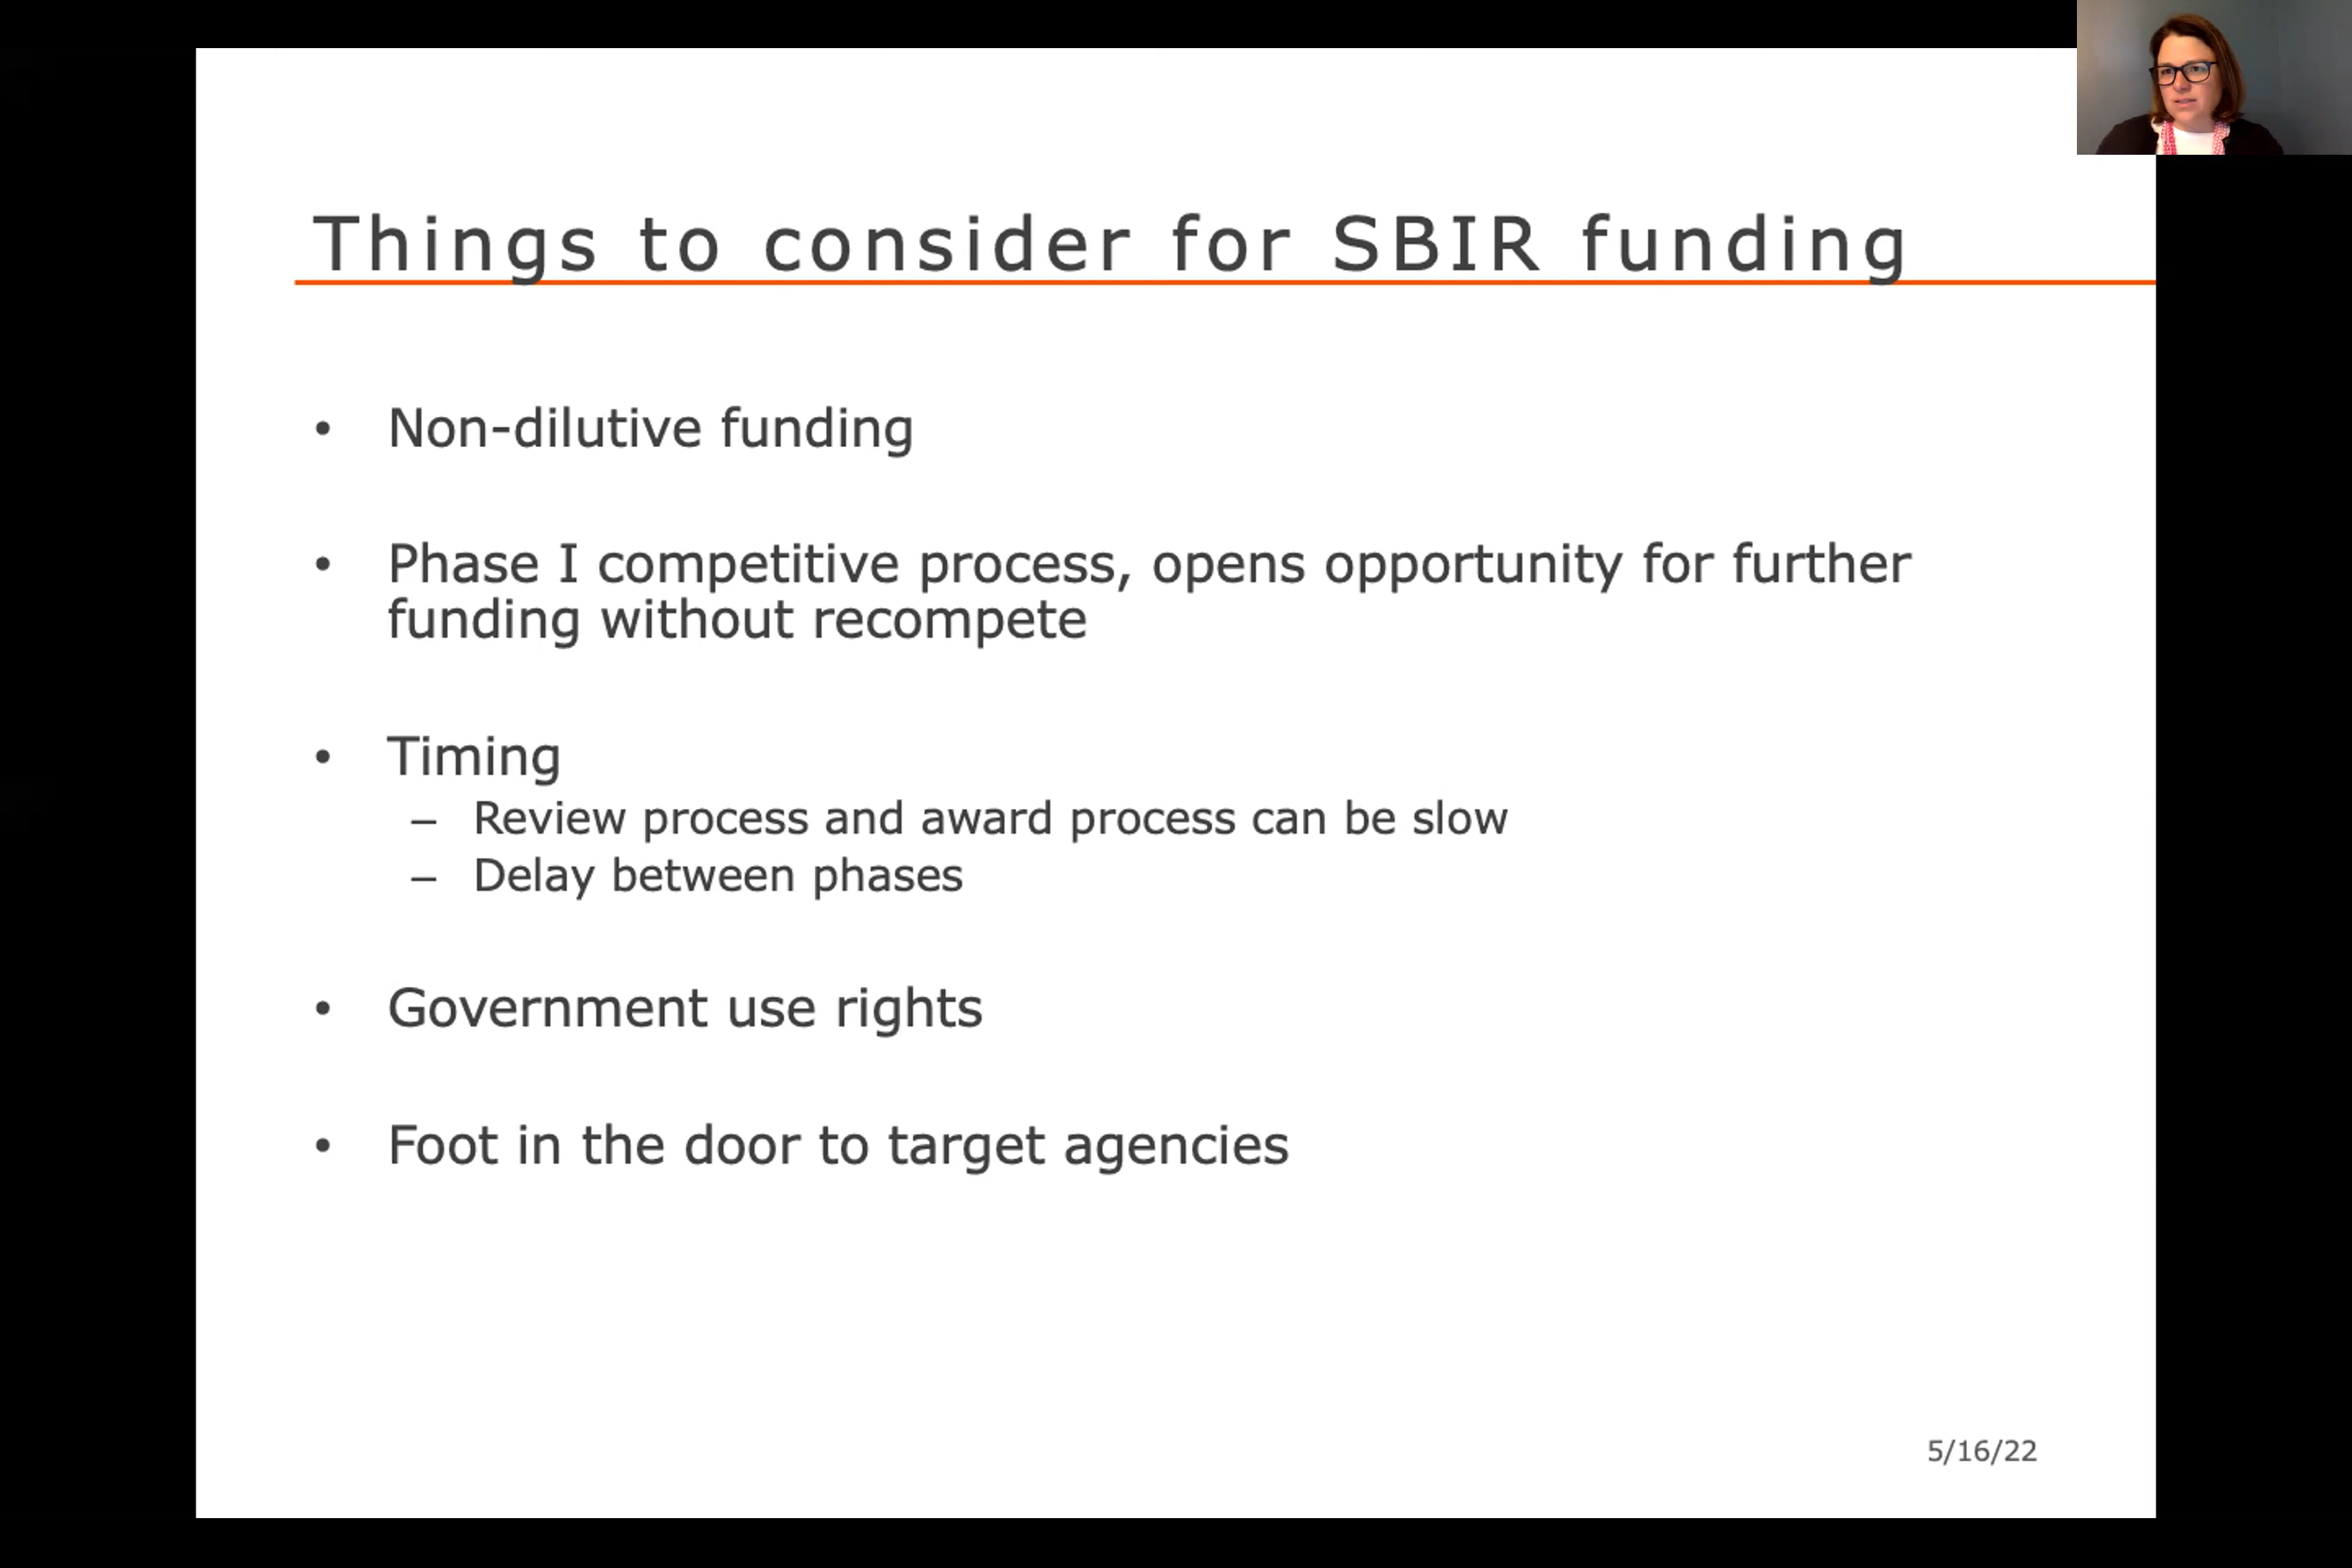 Things to consider for SBIR funding
• Non-dilutive funding
• Phase I competitive process, opens opportunity for further
funding without recompete
• Timing
– Review process and award process can be slow
– Delay between phases
• Government use rights
• Foot in the door to target agencies
5/16/22